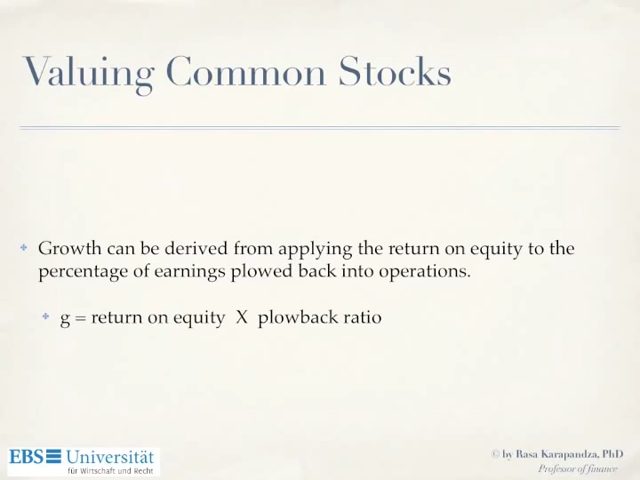 Valuing Common Stocks
Growth can be derived from applying the return on equity to the
percentage of earnings plowed back into operations.
g = return on equity X plowback ratio
EBS Universität
für Wirtschaft und Recht
© by Rasa Karapandza, PhD
Professor of finance